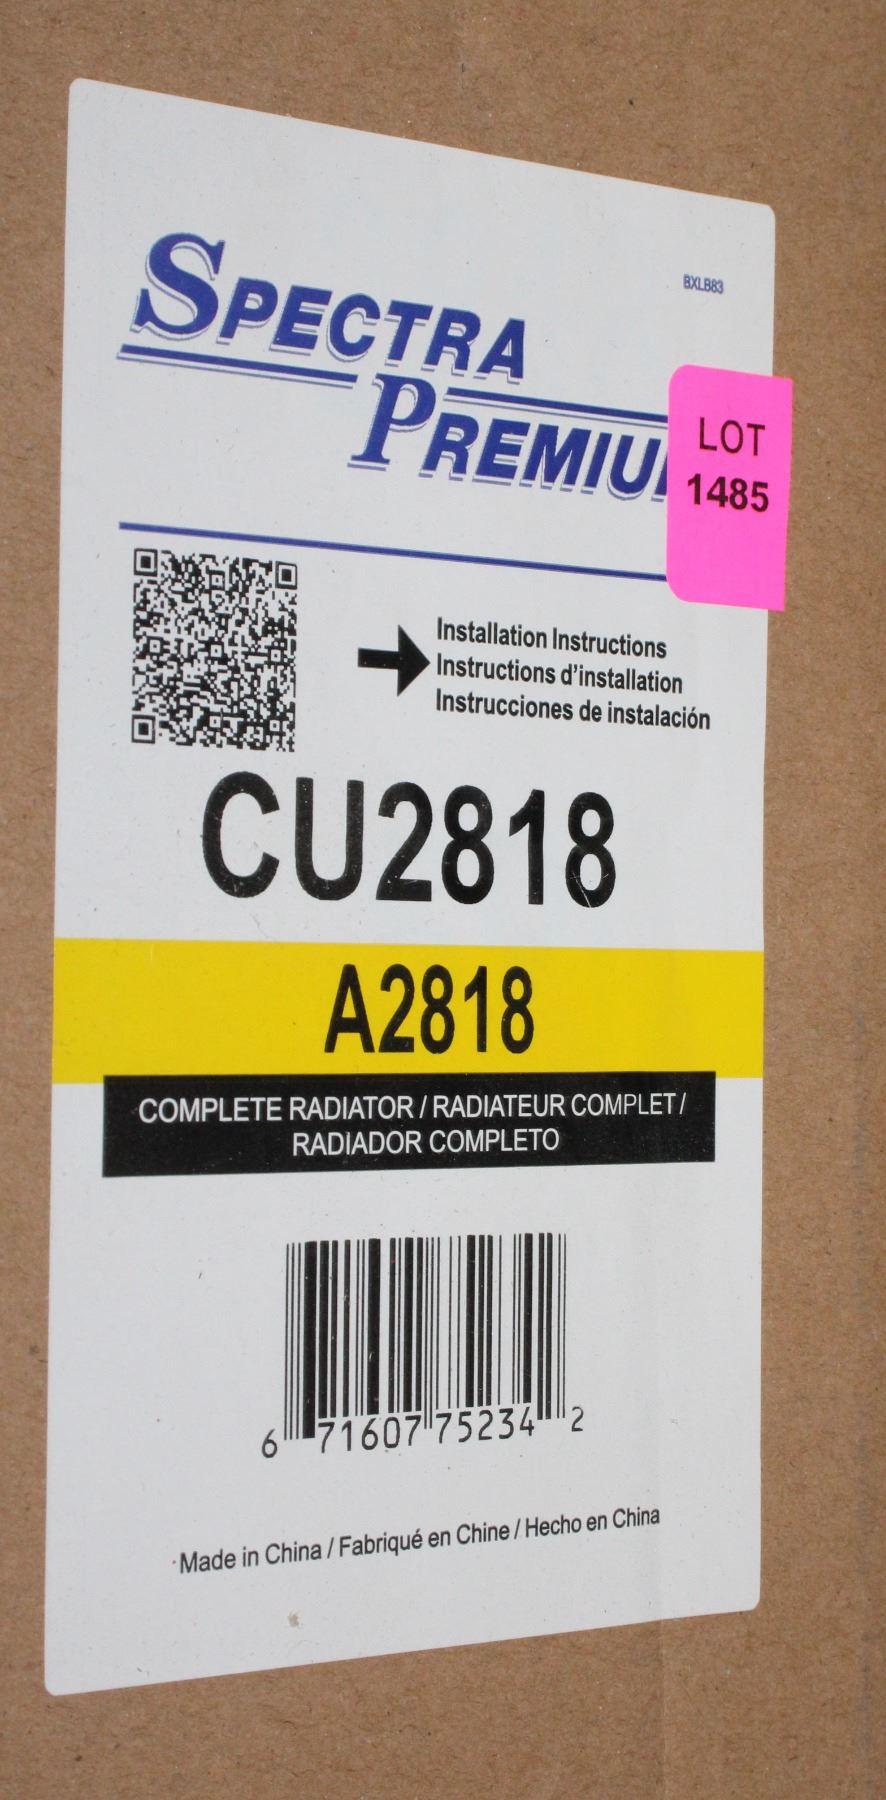 BXLB83
SPECTRA
PREMIU
LOT
1485
Installation Instructions
Instructions d'installation
Instrucciones de instalación
CU2818
A2818
COMPLETE RADIATOR / RADIATEUR COMPLET /
RADIADOR COMPLETO
6 71607 75234 2
Made in China / Fabriqué en Chine / Hecho en China